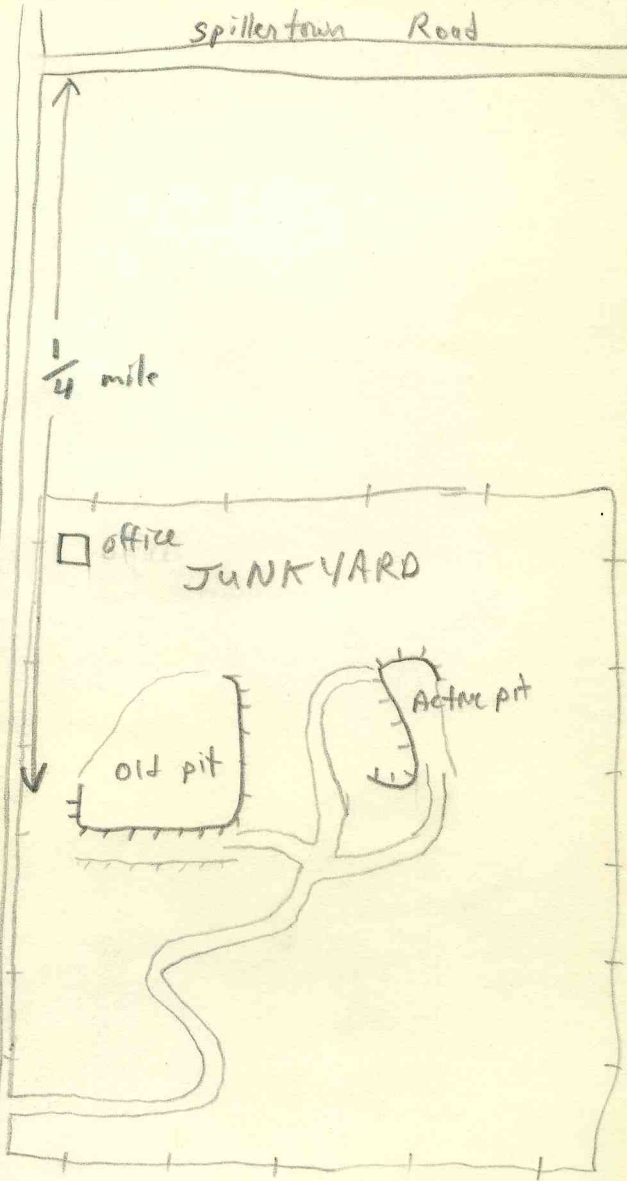 Spillertown Road
1/4 mile
office
JUNKYARD
Active pit
Old pit